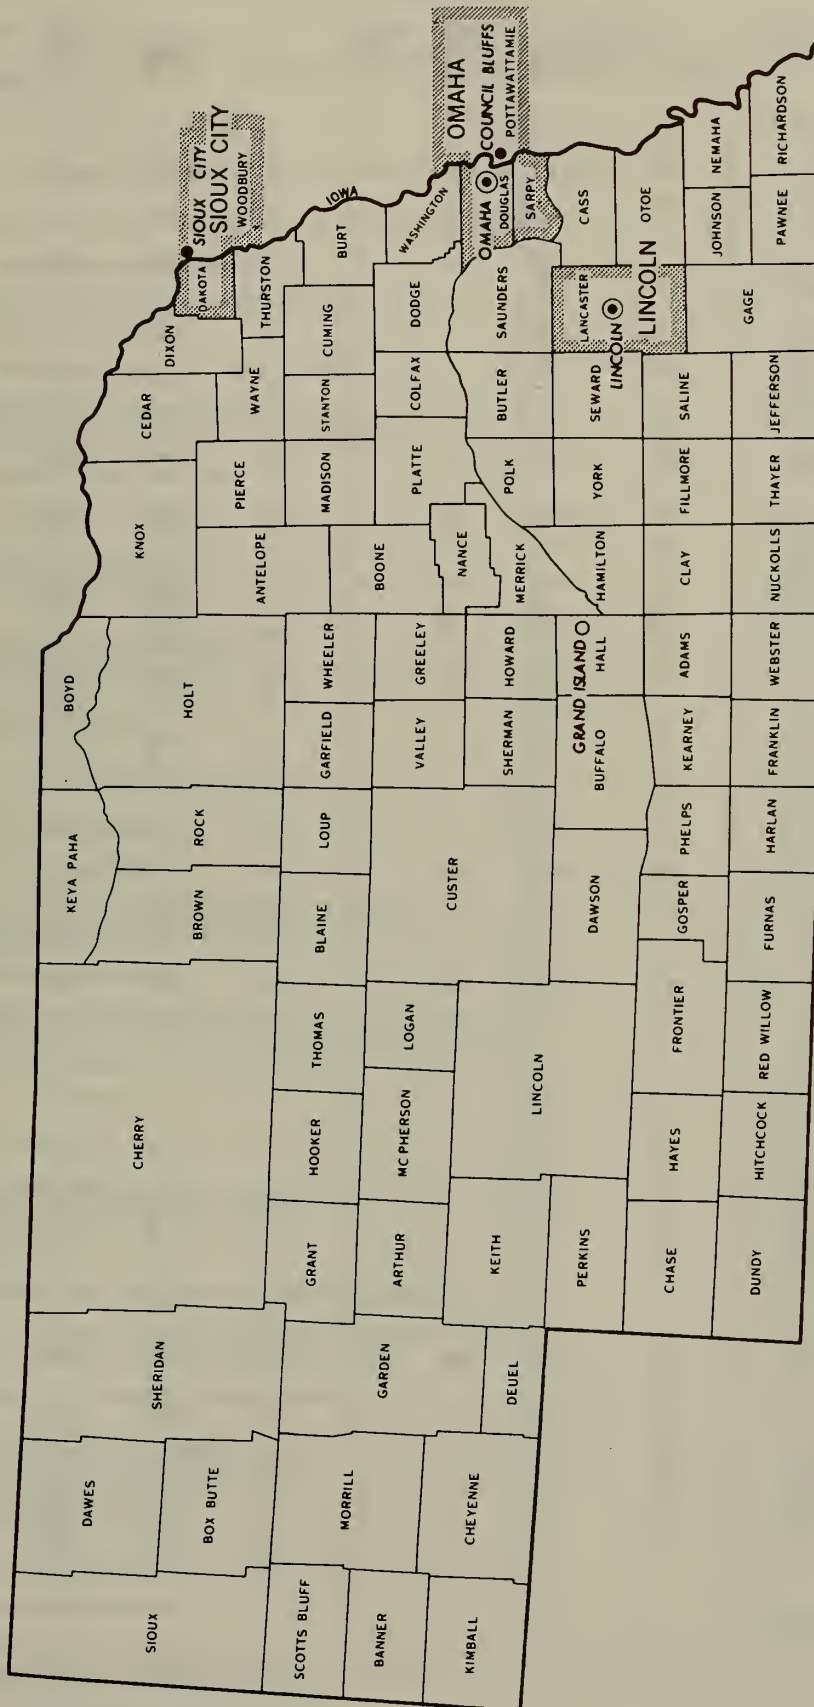 SIOUX CITY
SIOUX CITY
WOODBURY
OMAHA
COUNCIL BLUFFS
POTTAWATTAMIE
IOWA
KEYA PAHA
BOYD
SIOUX
DAWES
BOX BUTTE
SHERIDAN
CHERRY
BROWN
ROCK
HOLT
KNOX
CEDAR
DIXON
DAKOTA
ANTELOPE
PIERCE
WAYNE
THURSTON
SCOTTS BLUFF
BANNER
KIMBALL
MORRILL
CHEYENNE
GARDEN
DEUEL
GRANT
HOOKER
THOMAS
BLAINE
LOUP
GARFIELD
WHEELER
BOONE
MADISON
STANTON
CUMING
BURT
ARTHUR
MC PHERSON
LOGAN
CUSTER
VALLEY
GREELEY
NANCE
PLATTE
COLFAX
DODGE
WASHINGTON
KEITH
LINCOLN
SHERMAN
HOWARD
MERRICK
POLK
BUTLER
SAUNDERS
OMAHA
DOUGLAS
SARPY
PERKINS
DAWSON
BUFFALO
GRAND ISLAND
HALL
HAMILTON
YORK
SEWARD
LANCASTER
LINCOLN
LINCOLN
CASS
OTOE
CHASE
HAYES
FRONTIER
GOSPER
PHELPS
KEARNEY
ADAMS
CLAY
FILLMORE
SALINE
GAGE
JOHNSON
NEMAHA
DUNDY
HITCHCOCK
RED WILLOW
FURNAS
HARLAN
FRANKLIN
WEBSTER
NUCKOLLS
THAYER
JEFFERSON
PAWNEE
RICHARDSON